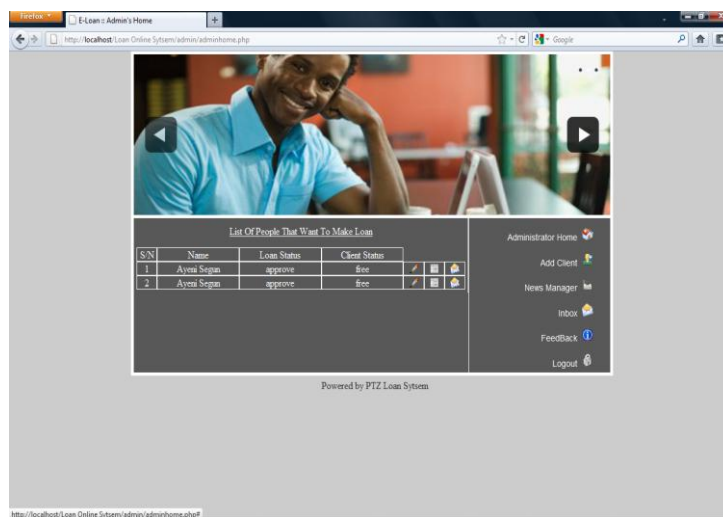 Firefox
E-Loan :: Admin's Home
http://localhost/Loan Online Sytsem/admin/adminhome.php
Google
List Of People That Want To Make Loan
S/N Name Loan Status Client Status
1 Ayeni Segun approve free
2 Ayeni Segun approve free
Administrator Home
Add Client
News Manager
Inbox
FeedBack
Logout
Powered by PTZ Loan Sytsem
http://localhost/Loan Online Sytsem/admin/adminhome.php#